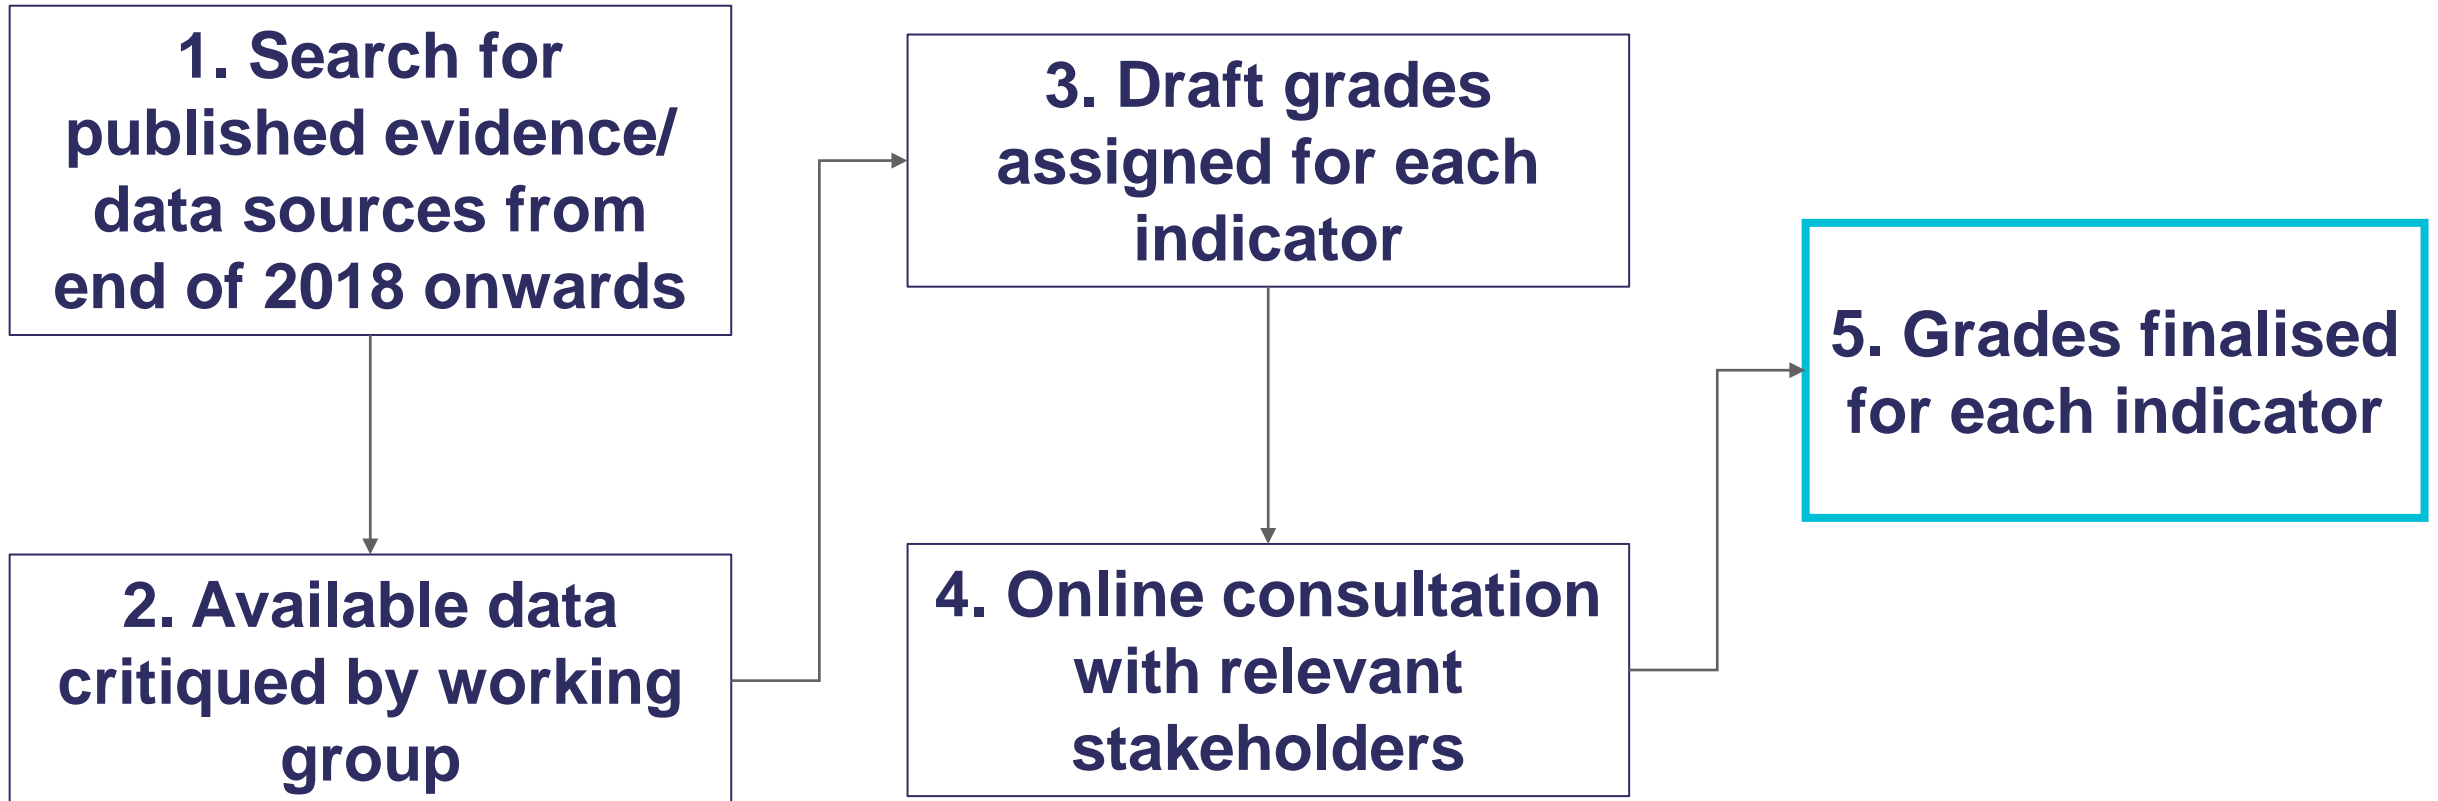 1. Search for
published evidence/
data sources from
end of 2018 onwards
2. Available data
critiqued by working
group
3. Draft grades
assigned for each
indicator
4. Online consultation
with relevant
stakeholders
5. Grades finalised
for each indicator